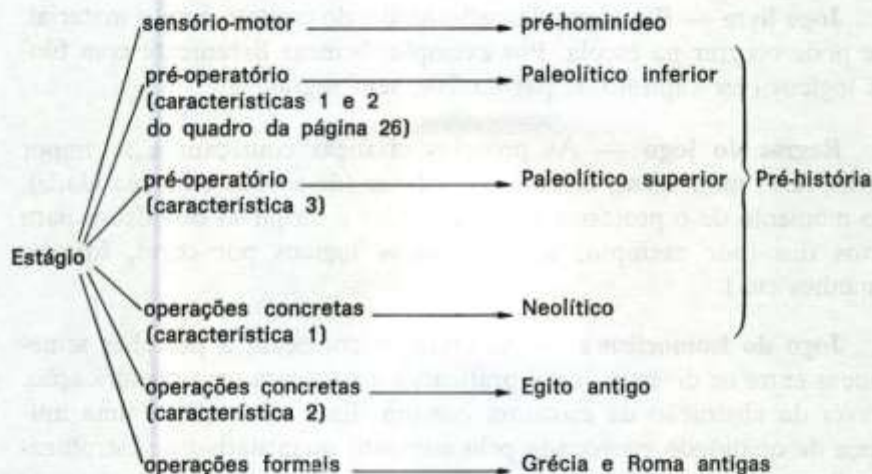 sensório-motor pré-hominídeo
pré-operatório Paleolítico inferior
(características 1 e 2
do quadro da página 26)
pré-operatório Paleolítico superior Pré-história
(característica 3)
Estágio
operações concretas Neolítico
(característica 1)
operações concretas Egito antigo
(Característica 2)
operações formais Grécia e Roma antigas